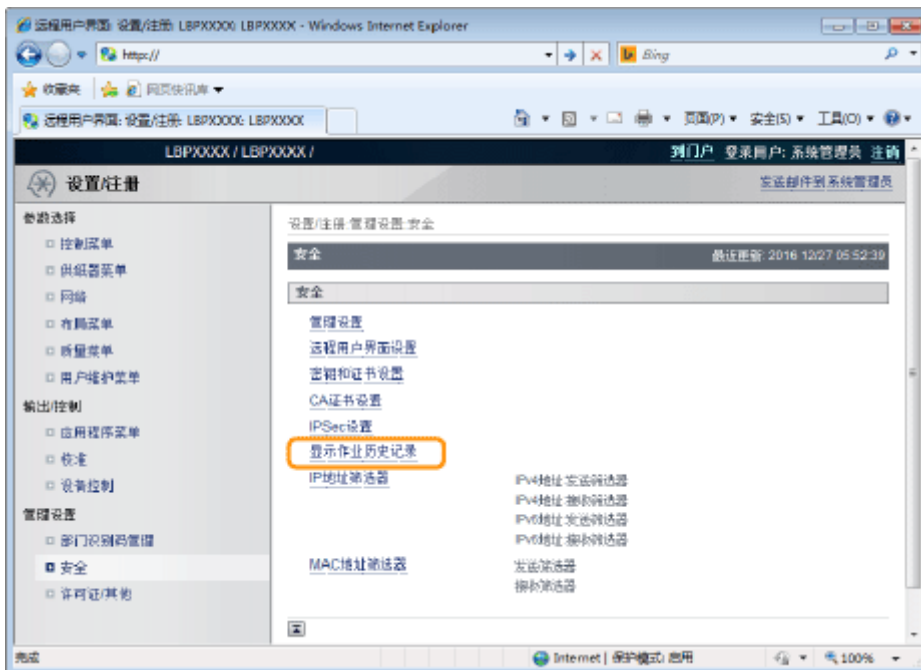 远程用户界面: 设置/注册: LBPXXXX: LBPXXXX - Windows Internet Explorer
http://
Bing
收藏夹 网页快讯库
远程用户界面: 设置/注册: LBPXXXX: LBPXXXX
页面(P) 安全(S) 工具(O)
LBPXXXX / LBPXXXX /
到门户 登录用户: 系统管理员 注销
设置/注册
发送邮件到系统管理员
参数选择
控制菜单
供纸器菜单
网络
布局菜单
质量菜单
用户维护菜单
输出/控制
应用程序菜单
校准
设备控制
管理设置
部门识别码管理
安全
许可证/其他
设置/注册:管理设置:安全
安全
最近更新: 2016 12/27 05:52:39
安全
管理设置
远程用户界面设置
密钥和证书设置
CA证书设置
IPSec设置
显示作业历史记录
IP地址筛选器
IPv4地址:发送筛选器
IPv4地址:接收筛选器
IPv6地址:发送筛选器
IPv6地址:接收筛选器
MAC地址筛选器
发送筛选器
接收筛选器
完成
Internet | 保护模式: 启用
100%